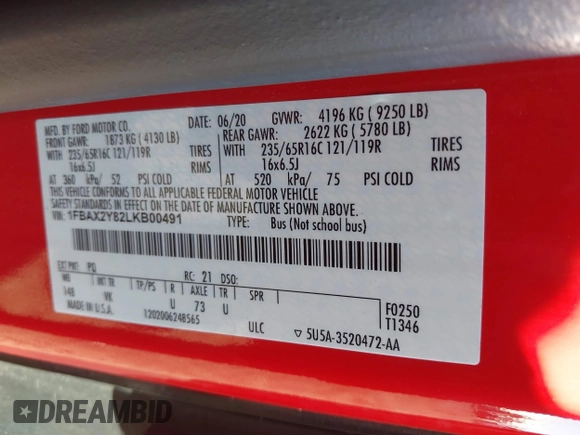 MFD. BY FORD MOTOR CO.
DATE: 06/20 GVWR: 4196 KG ( 9250 LB)
FRONT GAWR: 1873 KG ( 4130 LB)
REAR GAWR: 2622 KG ( 5780 LB)
WITH 235/65R16C 121/119R TIRES
WITH 235/65R16C 121/119R TIRES
16x6.5J RIMS
16x6.5J RIMS
AT 360 kPa/ 52 PSI COLD
AT 520 kPa/ 75 PSI COLD
THIS VEHICLE CONFORMS TO ALL APPLICABLE FEDERAL MOTOR VEHICLE
SAFETY STANDARDS IN EFFECT ON THE DATE OF MANUFACTURE SHOWN ABOVE.
VIN: 1FBAX2Y82LKB00491
TYPE: Bus (Not school bus)
EXT PNT: PQ RC: 21 DSO:
WB INT TR TP/PS R AXLE TR SPR
148 VK U 73 U
F0250
T1346
MADE IN U.S.A. 1202006248565 ULC ▽ 5U5A-3520472-AA
DREAMBID